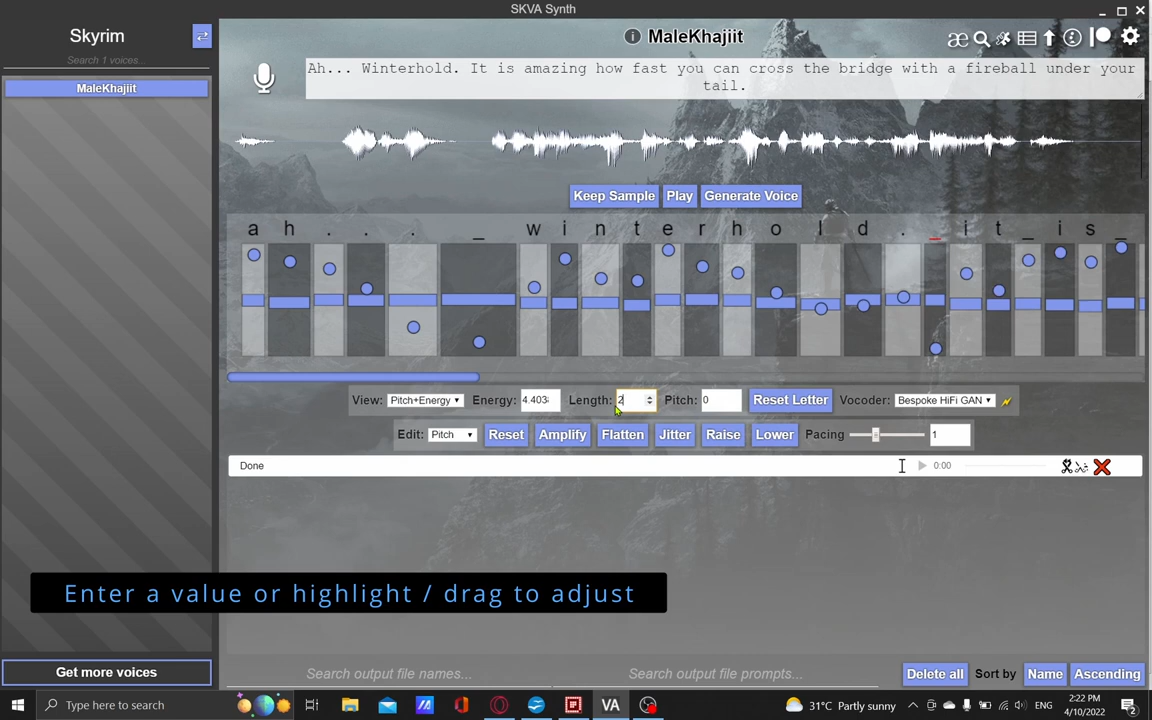 SKVA Synth
Skyrim
Search 1 voices...
MaleKhajiit
MaleKhajiit
Ah... Winterhold. It is amazing how fast you can cross the bridge with a fireball under your
tail.
Keep Sample Play Generate Voice
a h . . . _ w i n t e r h o l d . _ i t _ i s _
View: Pitch+Energy Energy: 4.403 Length: 2 Pitch: 0 Reset Letter Vocoder: Bespoke HiFi GAN
Edit: Pitch Reset Amplify Flatten Jitter Raise Lower Pacing 1
Done 0:00
Enter a value or highlight / drag to adjust
Get more voices
Search output file names... Search output file prompts... Delete all Sort by Name Ascending
Type here to search VA 31°C Partly sunny ENG 2:22 PM
4/10/2022 2